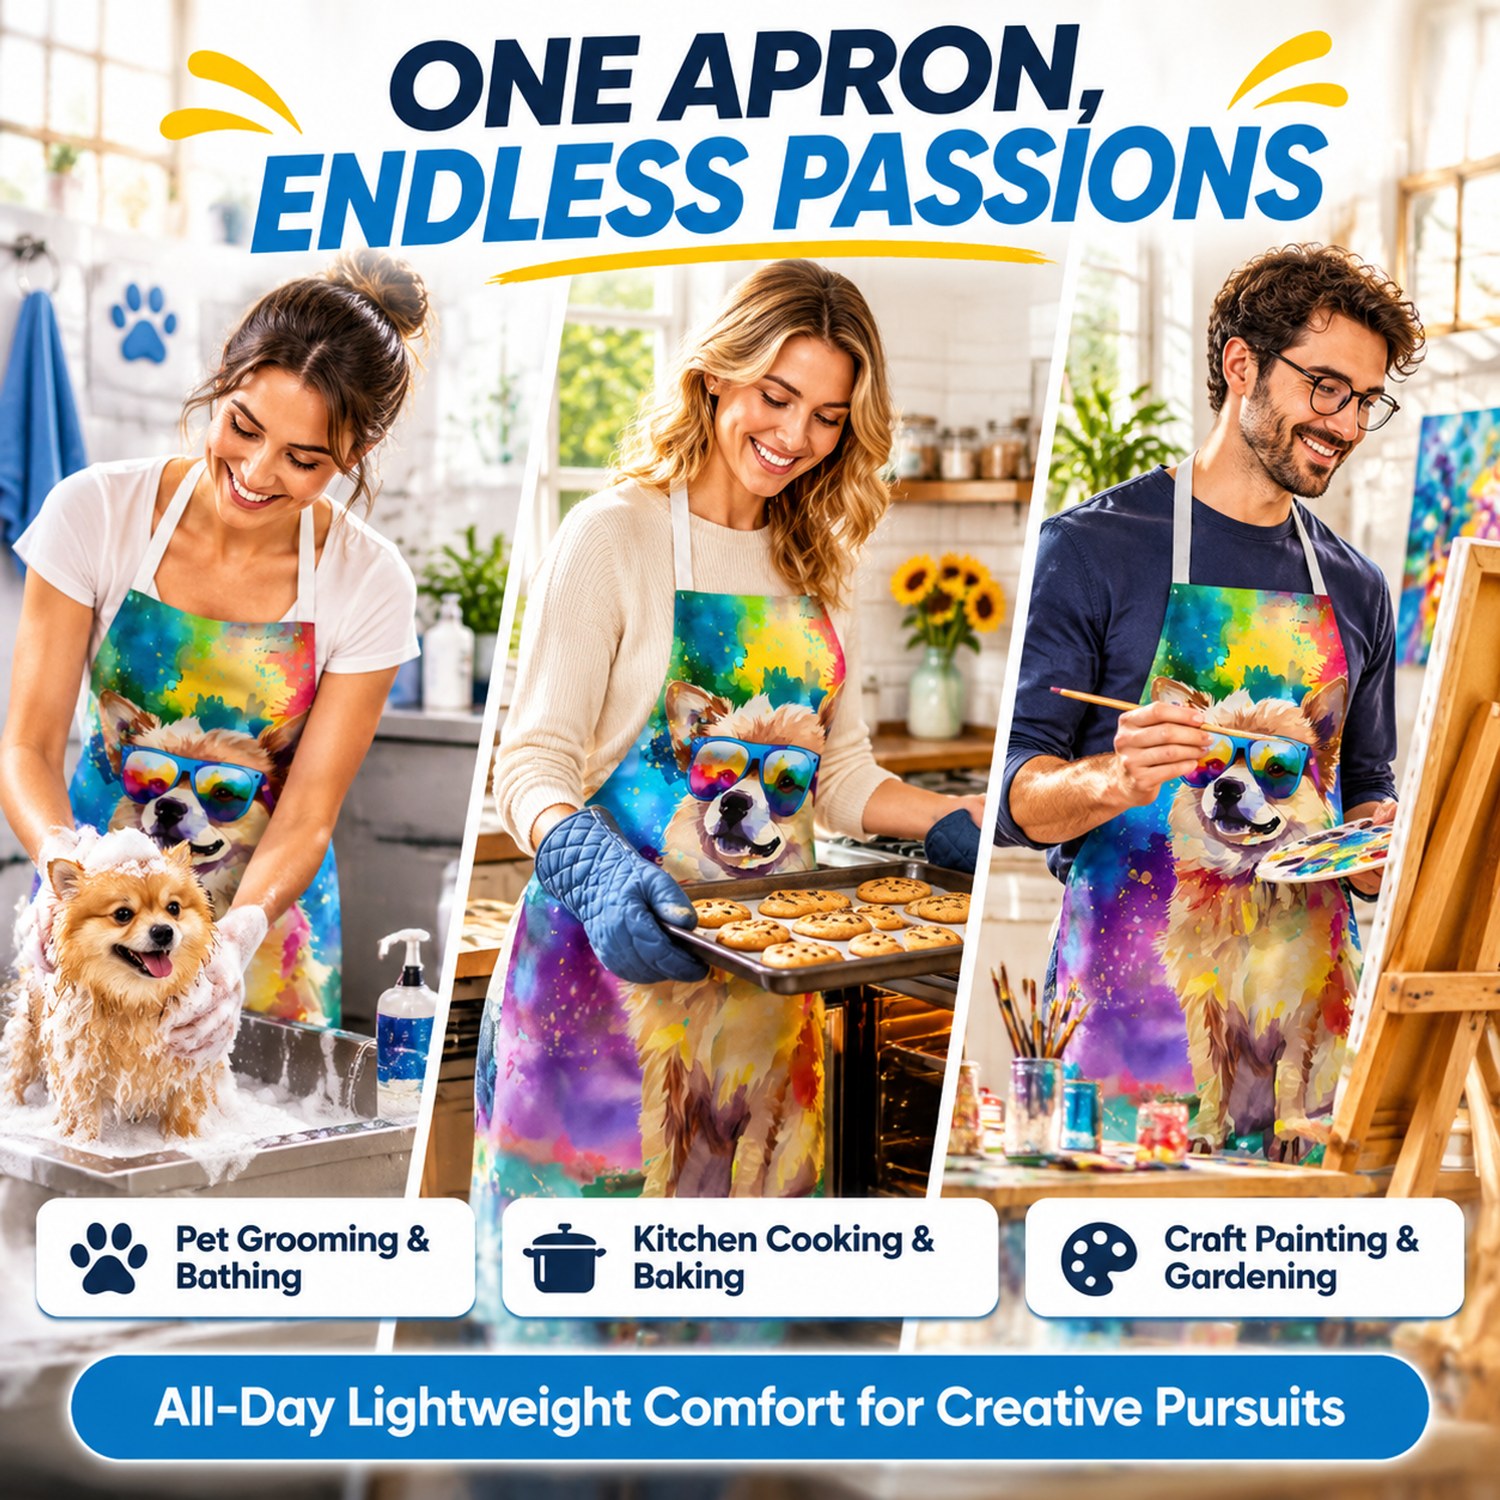 ONE APRON,
ENDLESS PASSIONS
Pet Grooming &
Bathing
Kitchen Cooking &
Baking
Craft Painting &
Gardening
All-Day Lightweight Comfort for Creative Pursuits